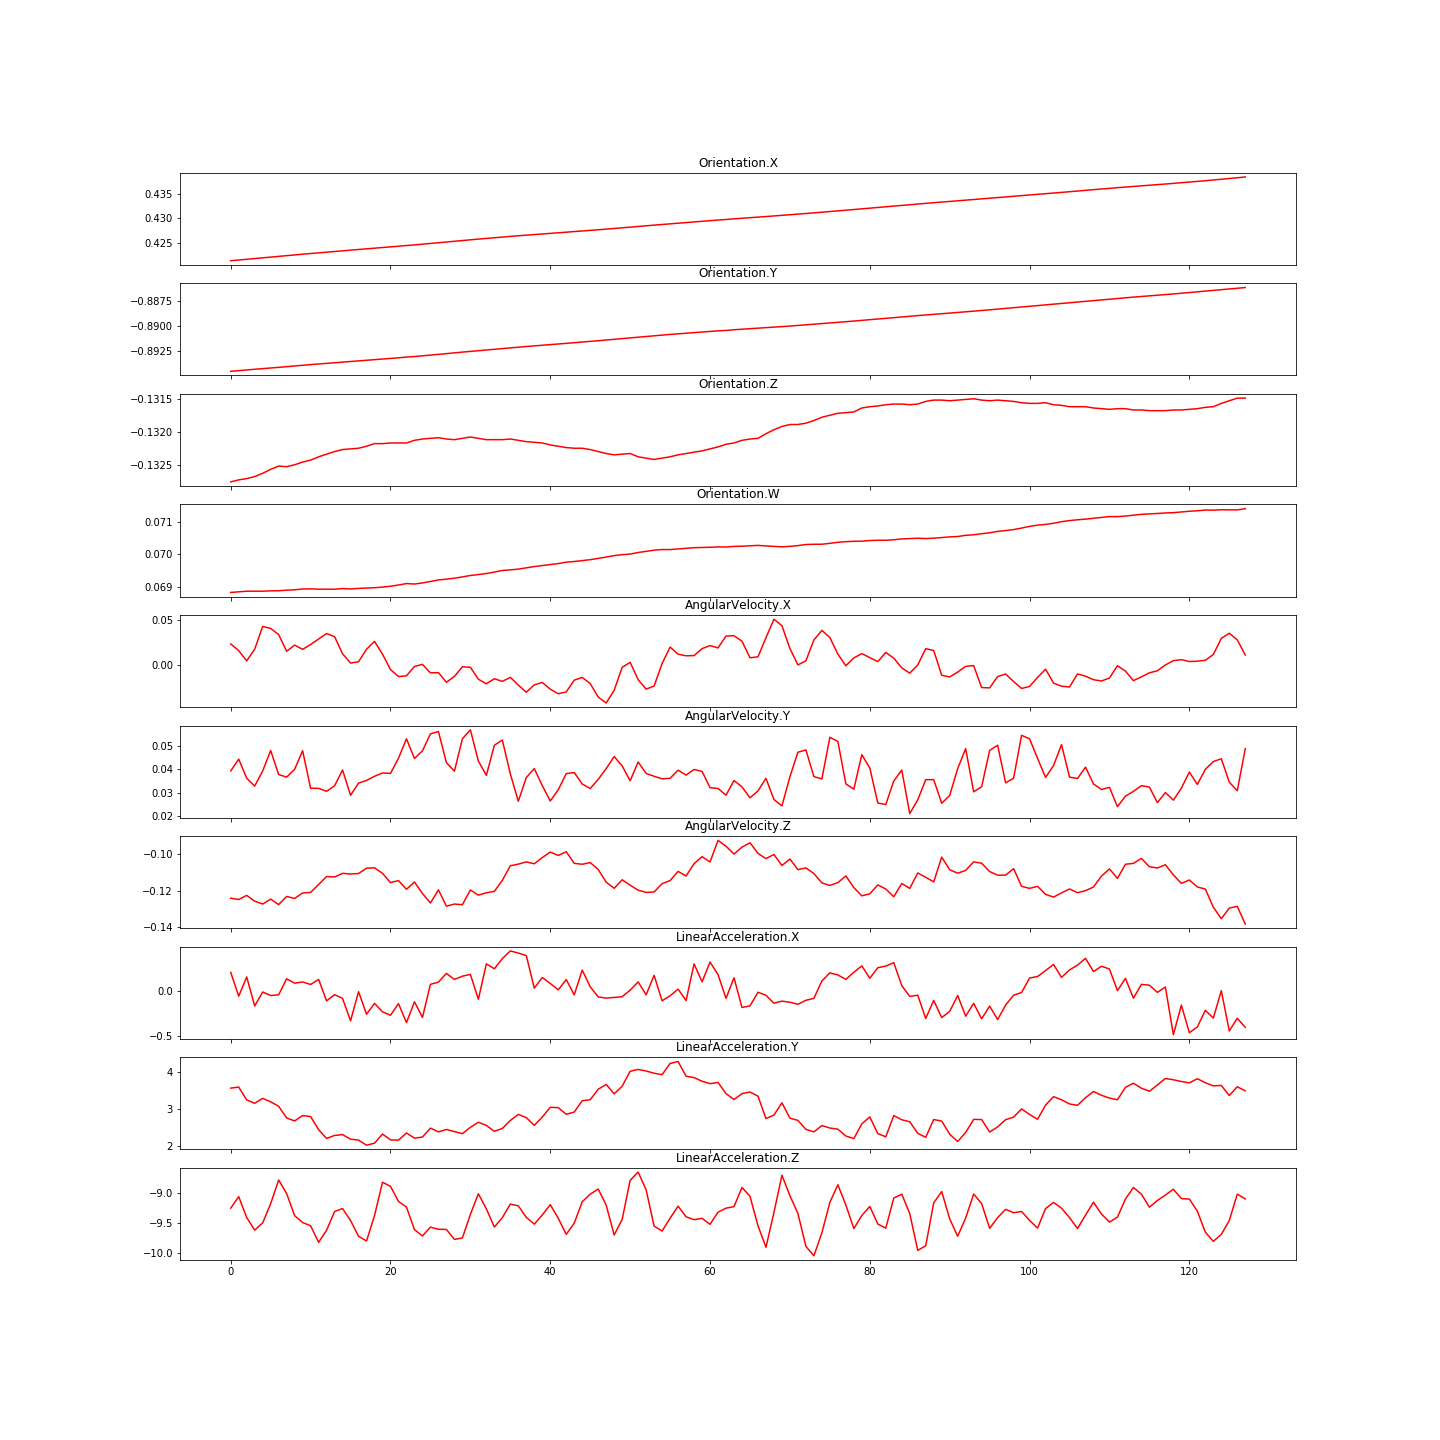 Orientation.X
0.435
0.430
0.425
Orientation.Y
−0.8875
−0.8900
−0.8925
Orientation.Z
−0.1315
−0.1320
−0.1325
Orientation.W
0.071
0.070
0.069
AngularVelocity.X
0.05
0.00
AngularVelocity.Y
0.05
0.04
0.03
0.02
AngularVelocity.Z
−0.10
−0.12
−0.14
LinearAcceleration.X
0.0
−0.5
LinearAcceleration.Y
4
3
2
LinearAcceleration.Z
−9.0
−9.5
−10.0
0 20 40 60 80 100 120